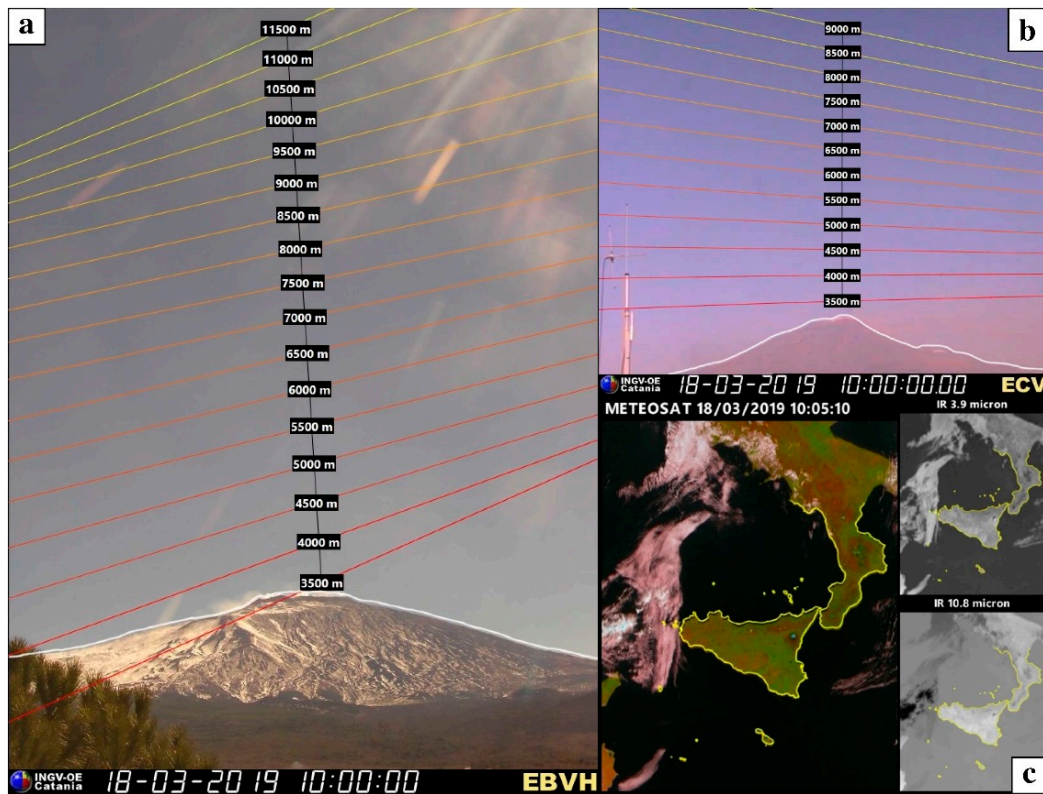 a
11500 m
11000 m
10500 m
10000 m
9500 m
9000 m
8500 m
8000 m
7500 m
7000 m
6500 m
6000 m
5500 m
5000 m
4500 m
4000 m
3500 m
INGV-OE
Catania
18-03-2019 10:00:00
EBVH
b
9000 m
8500 m
8000 m
7500 m
7000 m
6500 m
6000 m
5500 m
5000 m
4500 m
4000 m
3500 m
INGV-OE
Catania
18-03-2019 10:00:00.00
ECV
METEOSAT 18/03/2019 10:05:10
IR 3.9 micron
IR 10.8 micron
c